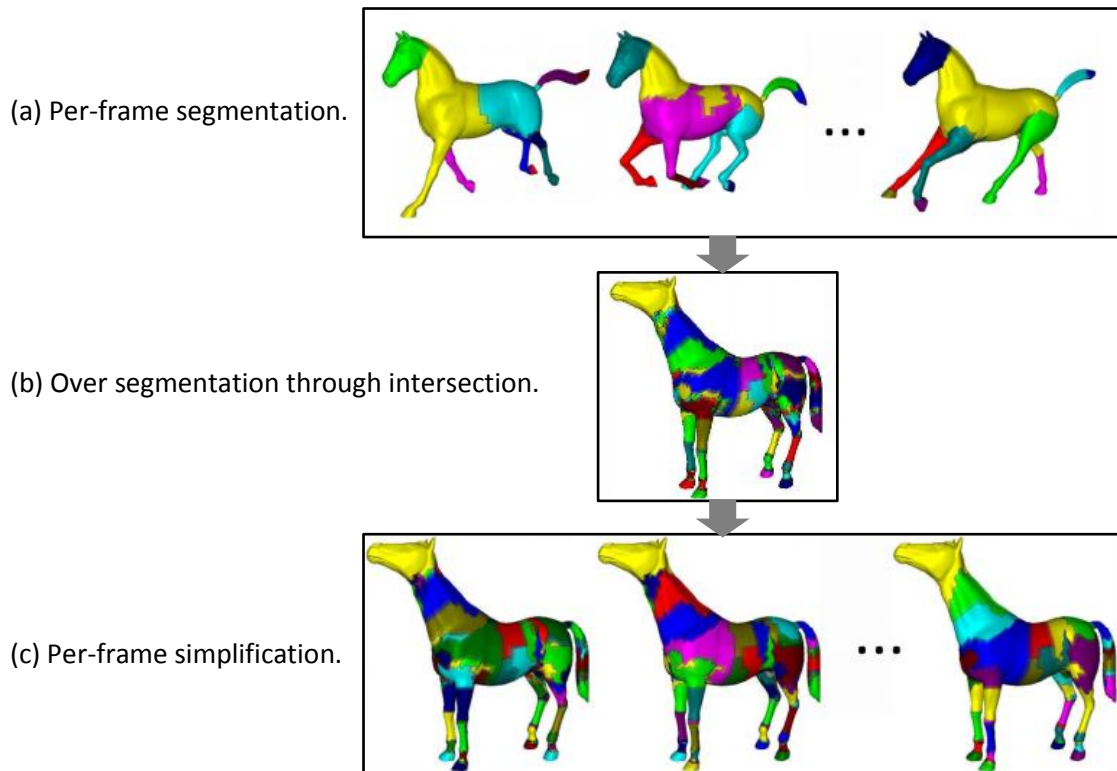 (a) Per-frame segmentation.
(b) Over segmentation through intersection.
(c) Per-frame simplification.